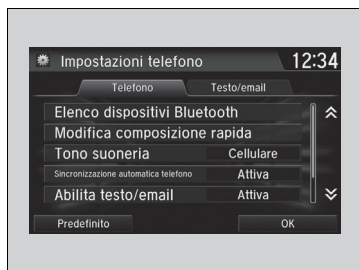 Impostazioni telefono 12:34
Telefono Testo/email
Elenco dispositivi Bluetooth
Modifica composizione rapida
Tono suoneria Cellulare
Sincronizzazione automatica telefono Attiva
Abilita testo/email Attiva
Predefinito OK